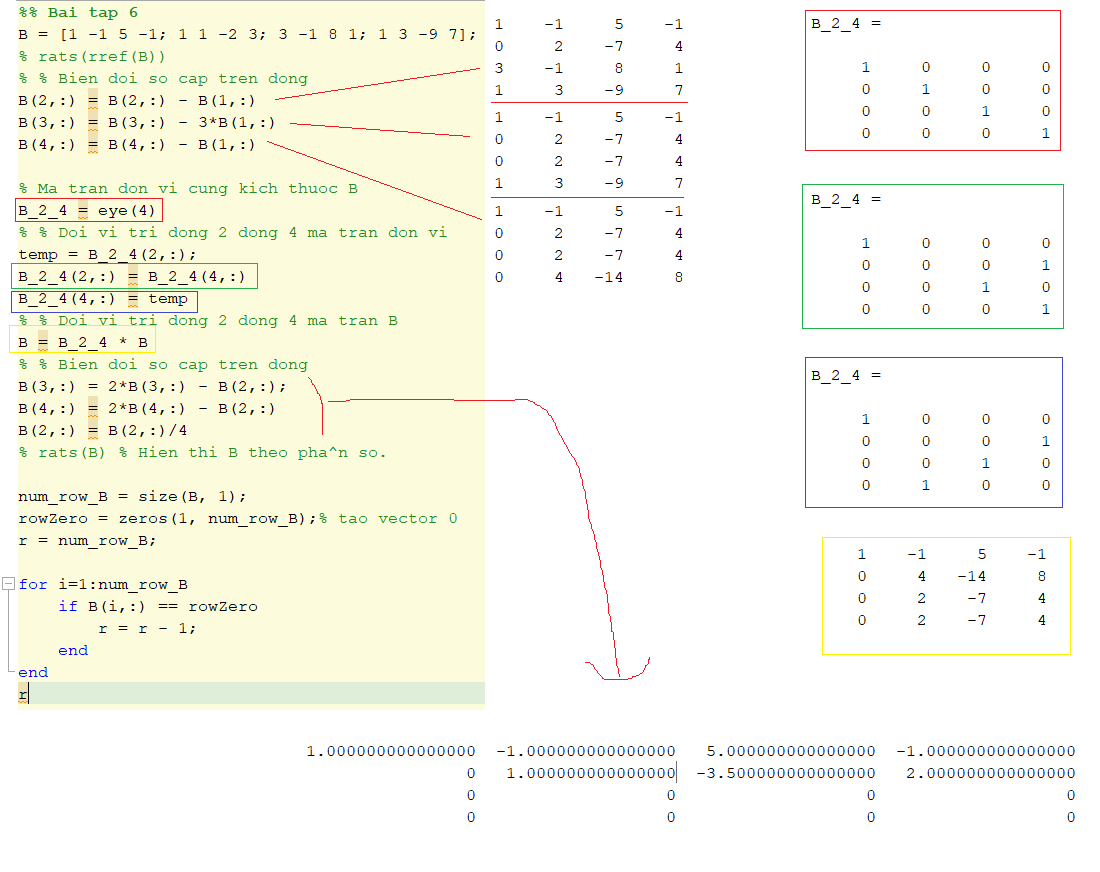 %% Bai tap 6
B = [1 -1 5 -1; 1 1 -2 3; 3 -1 8 1; 1 3 -9 7];
% rats(rref(B))
% % Bien doi so cap tren dong
B(2,:) = B(2,:) - B(1,:)
B(3,:) = B(3,:) - 3*B(1,:)
B(4,:) = B(4,:) - B(1,:)
% Ma tran don vi cung kich thuoc B
B_2_4 = eye(4)
% % Doi vi tri dong 2 dong 4 ma tran don vi
temp = B_2_4(2,:);
B_2_4(2,:) = B_2_4(4,:)
B_2_4(4,:) = temp
% % Doi vi tri dong 2 dong 4 ma tran B
B = B_2_4 * B
% % Bien doi so cap tren dong
B(3,:) = 2*B(3,:) - B(2,:);
B(4,:) = 2*B(4,:) - B(2,:)
B(2,:) = B(2,:)/4
% rats(B) % Hien thi B theo pha^n so.
num_row_B = size(B, 1);
rowZero = zeros(1, num_row_B);% tao vector 0
r = num_row_B;
for i=1:num_row_B
if B(i,:) == rowZero
r = r - 1;
end
end
r
1 -1 5 -1
0 2 -7 4
3 -1 8 1
1 3 -9 7
1 -1 5 -1
0 2 -7 4
0 2 -7 4
1 3 -9 7
1 -1 5 -1
0 2 -7 4
0 2 -7 4
0 4 -14 8
B_2_4 =
1 0 0 0
0 1 0 0
0 0 1 0
0 0 0 1
B_2_4 =
1 0 0 0
0 0 0 1
0 0 1 0
0 0 0 1
B_2_4 =
1 0 0 0
0 0 0 1
0 0 1 0
0 1 0 0
1 -1 5 -1
0 4 -14 8
0 2 -7 4
0 2 -7 4
1.000000000000000 -1.000000000000000 5.000000000000000 -1.000000000000000
0 1.000000000000000 -3.500000000000000 2.000000000000000
0 0 0 0
0 0 0 0